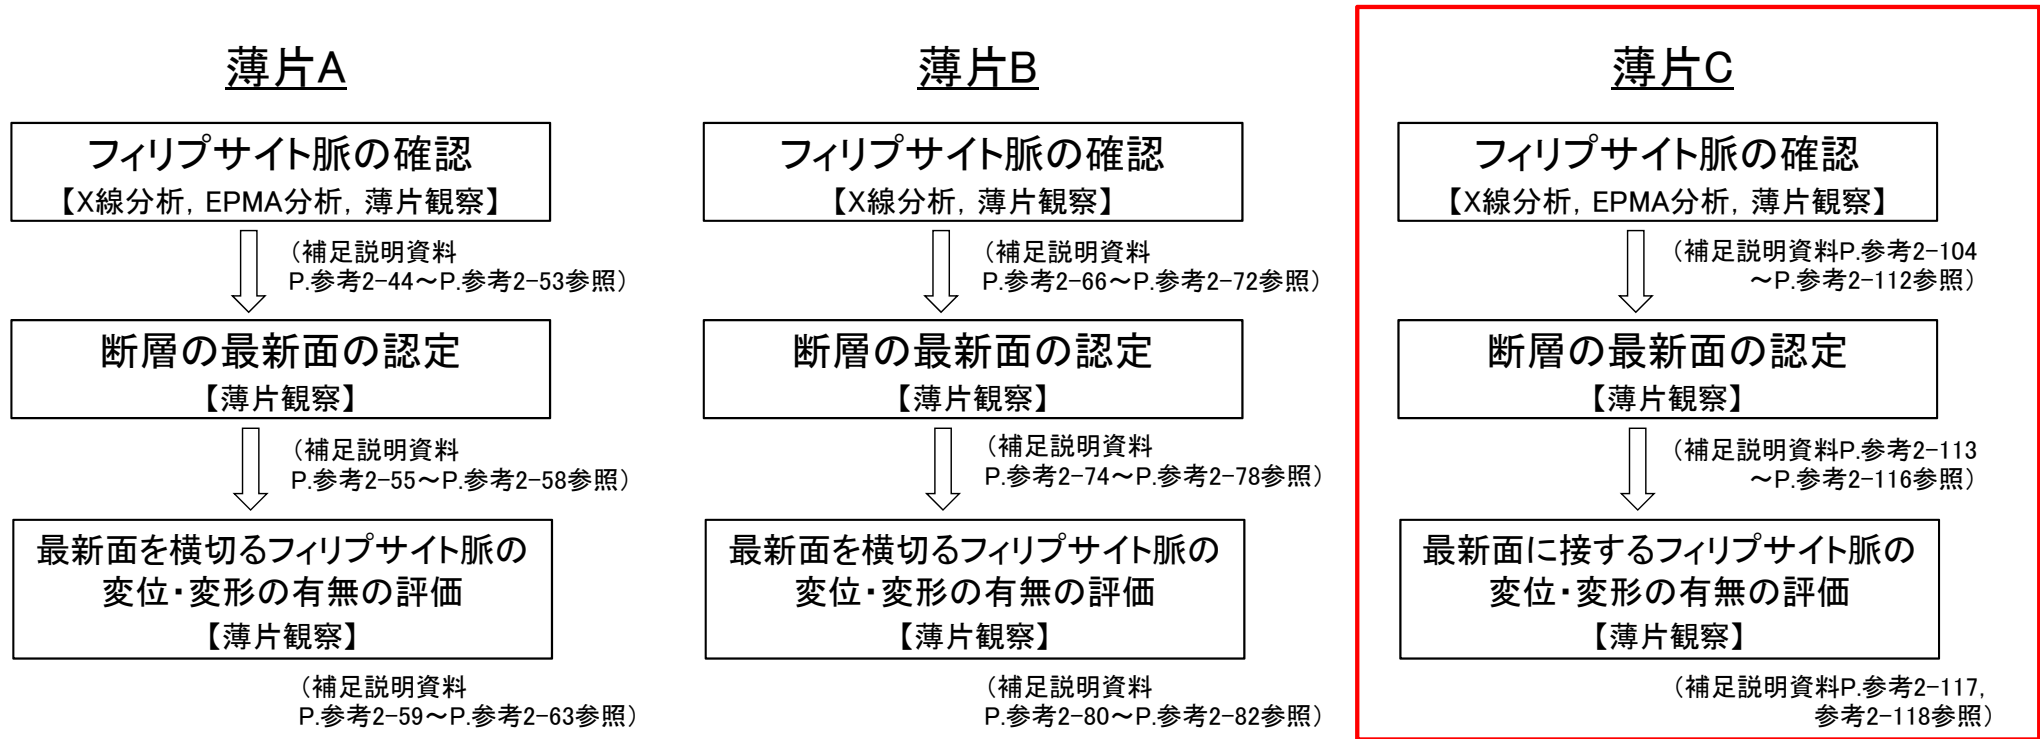 薄片A
フィリプサイト脈の確認
【X線分析，EPMA分析，薄片観察】
（補足説明資料
P.参考2-44～P.参考2-53参照）
断層の最新面の認定
【薄片観察】
（補足説明資料
P.参考2-55～P.参考2-58参照）
最新面を横切るフィリプサイト脈の
変位・変形の有無の評価
【薄片観察】
（補足説明資料
P.参考2-59～P.参考2-63参照）
薄片B
フィリプサイト脈の確認
【X線分析，薄片観察】
（補足説明資料
P.参考2-66～P.参考2-72参照）
断層の最新面の認定
【薄片観察】
（補足説明資料
P.参考2-74～P.参考2-78参照）
最新面を横切るフィリプサイト脈の
変位・変形の有無の評価
【薄片観察】
（補足説明資料
P.参考2-80～P.参考2-82参照）
薄片C
フィリプサイト脈の確認
【X線分析，EPMA分析，薄片観察】
（補足説明資料P.参考2-104
～P.参考2-112参照）
断層の最新面の認定
【薄片観察】
（補足説明資料P.参考2-113
～P.参考2-116参照）
最新面に接するフィリプサイト脈の
変位・変形の有無の評価
【薄片観察】
（補足説明資料P.参考2-117，
参考2-118参照）